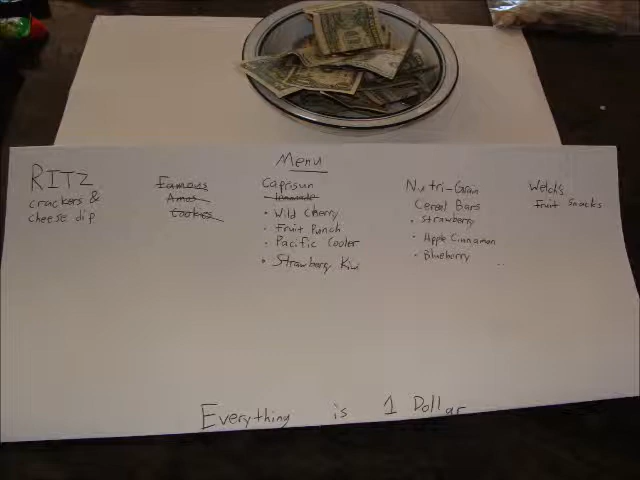 Menu
RITZ
crackers &
cheese dip
Famous
Amos
Cookies
Caprisun
lemonade
• Wild Cherry
• Fruit Punch
• Pacific Cooler
• Strawberry Kiwi
Nutri-Grain
Cereal Bars
• Strawberry
• Apple Cinnamon
• Blueberry
Welchs
Fruit Snacks
Everything is 1 Dollar